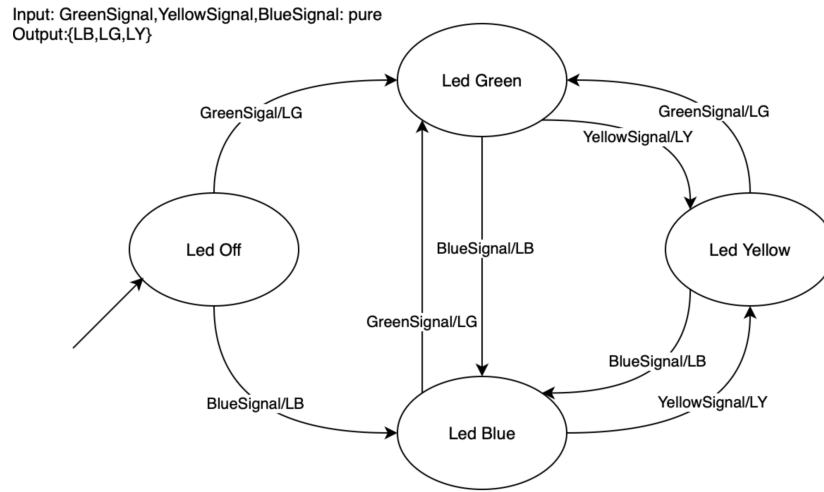 Input: GreenSignal,YellowSignal,BlueSignal: pure
Output:{LB,LG,LY}
Led Green
GreenSigal/LG
GreenSignal/LG
YellowSignal/LY
Led Off
BlueSignal/LB
Led Yellow
GreenSignal/LG
BlueSignal/LB
BlueSignal/LB
YellowSignal/LY
Led Blue